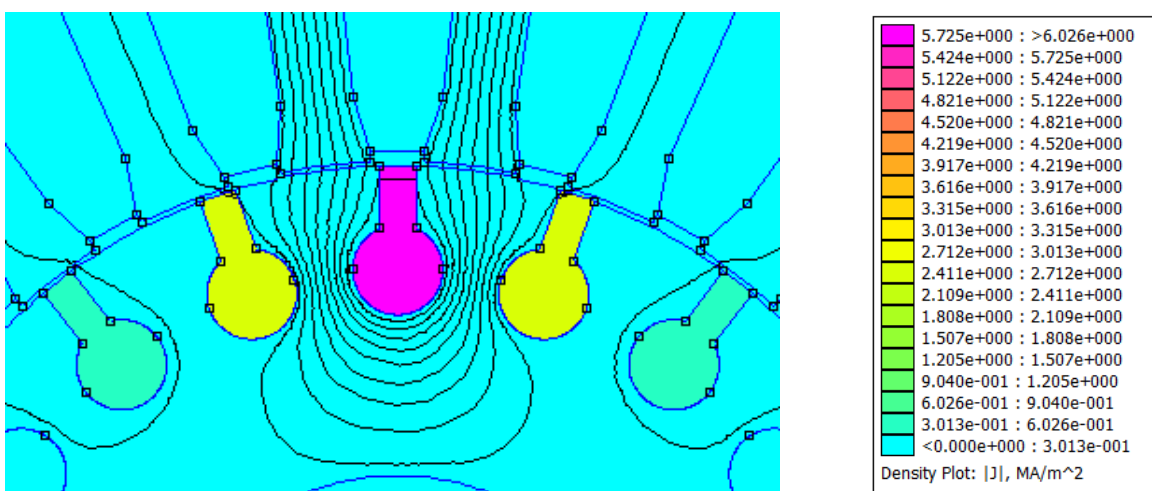 5.725e+000 : >6.026e+000
5.424e+000 : 5.725e+000
5.122e+000 : 5.424e+000
4.821e+000 : 5.122e+000
4.520e+000 : 4.821e+000
4.219e+000 : 4.520e+000
3.917e+000 : 4.219e+000
3.616e+000 : 3.917e+000
3.315e+000 : 3.616e+000
3.013e+000 : 3.315e+000
2.712e+000 : 3.013e+000
2.411e+000 : 2.712e+000
2.109e+000 : 2.411e+000
1.808e+000 : 2.109e+000
1.507e+000 : 1.808e+000
1.205e+000 : 1.507e+000
9.040e-001 : 1.205e+000
6.026e-001 : 9.040e-001
3.013e-001 : 6.026e-001
<0.000e+000 : 3.013e-001
Density Plot: |J|, MA/m^2